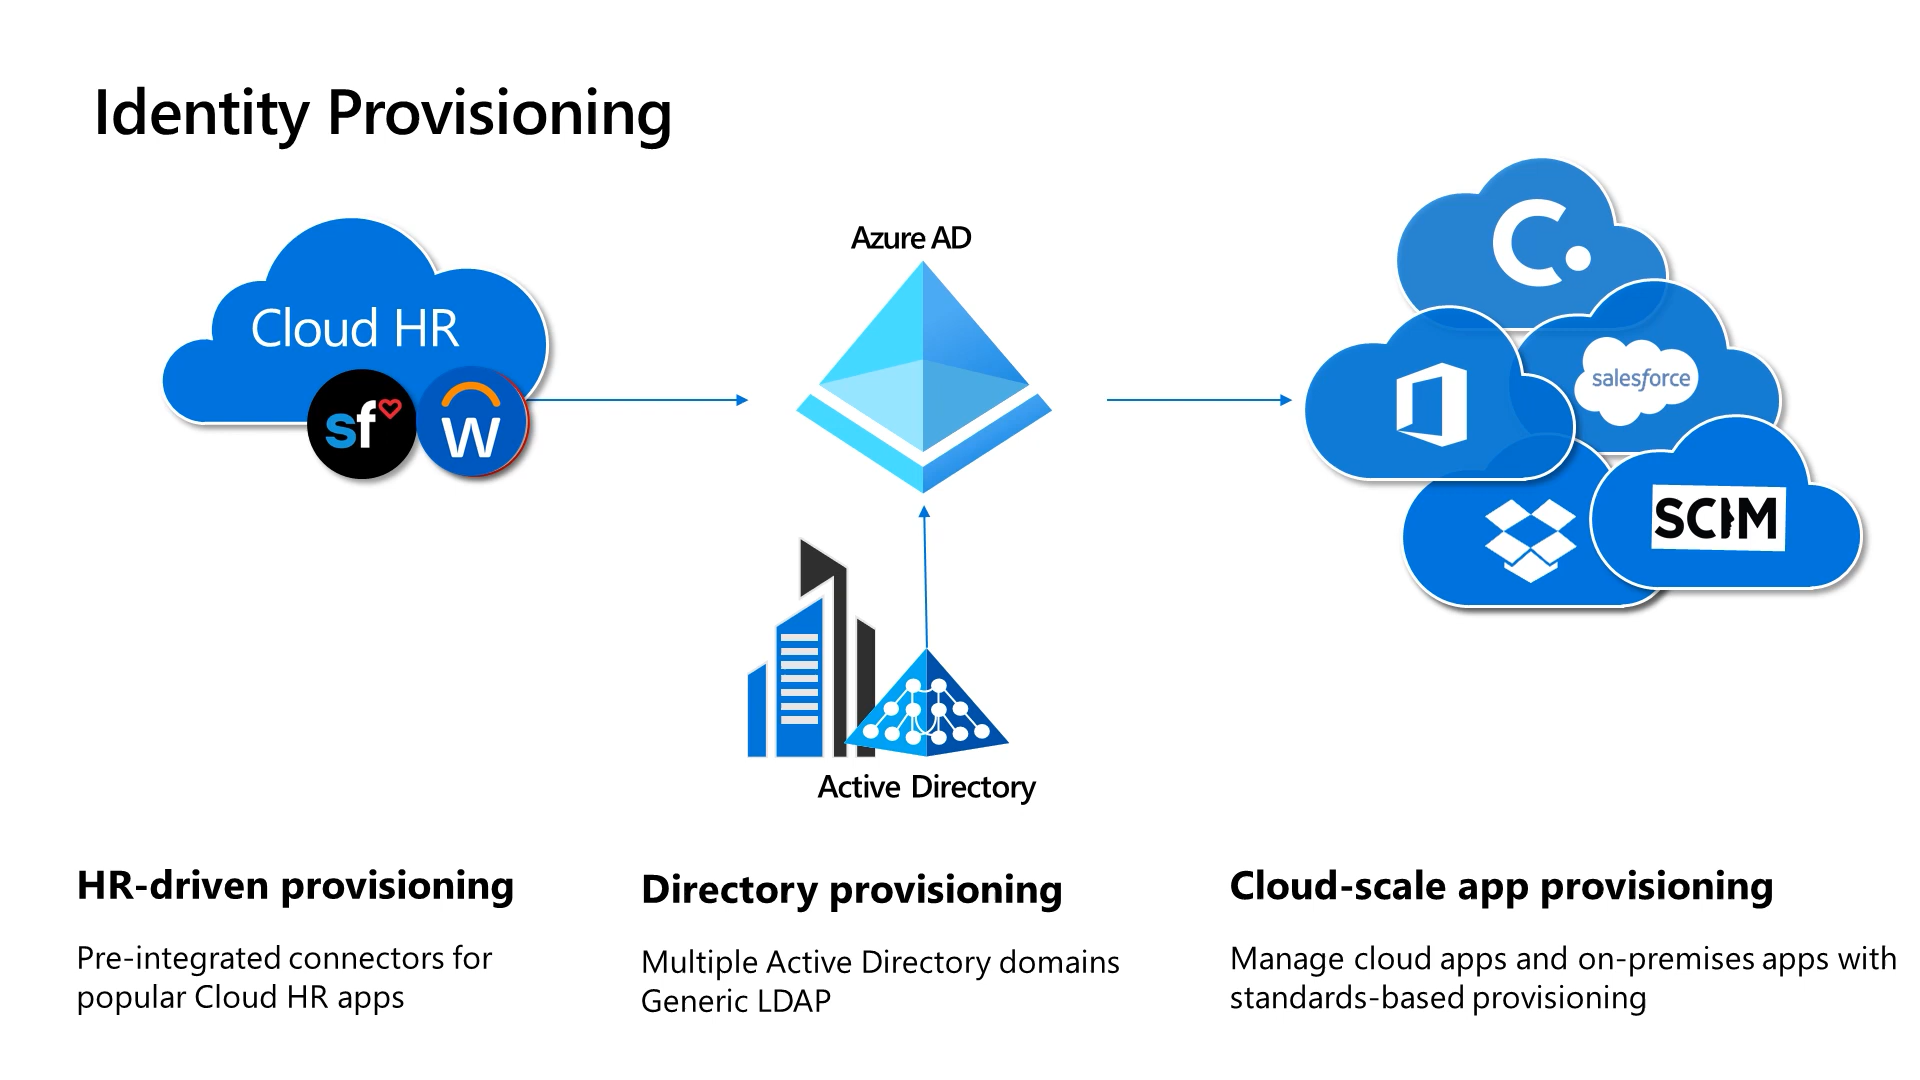 Identity Provisioning
Cloud HR
sf
w
Azure AD
C.
salesforce
SCIM
Active Directory
HR-driven provisioning
Pre-integrated connectors for
popular Cloud HR apps
Directory provisioning
Multiple Active Directory domains
Generic LDAP
Cloud-scale app provisioning
Manage cloud apps and on-premises apps with
standards-based provisioning